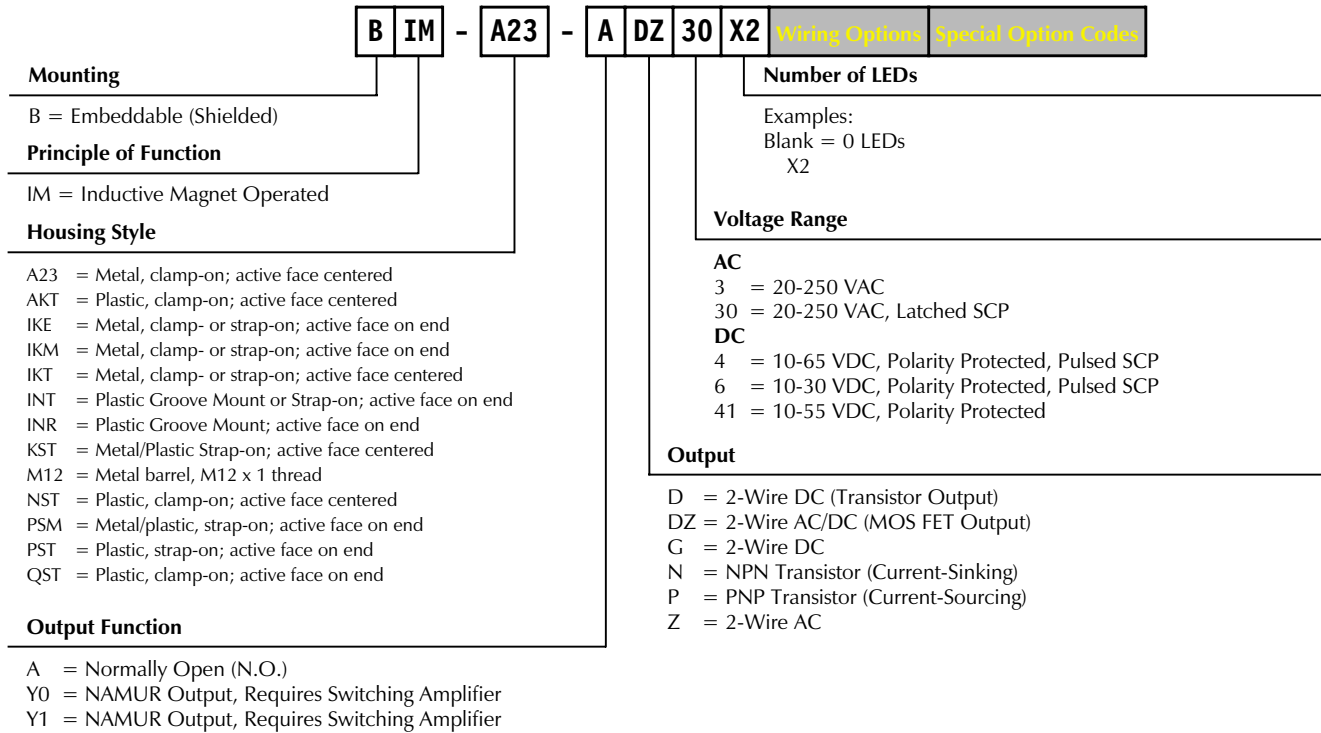 B IM - A23 - A DZ 30 X2 Wiring Options Special Option Codes
Mounting
B = Embeddable (Shielded)
Principle of Function
IM = Inductive Magnet Operated
Housing Style
A23 = Metal, clamp-on; active face centered
AKT = Plastic, clamp-on; active face centered
IKE = Metal, clamp- or strap-on; active face on end
IKM = Metal, clamp- or strap-on; active face on end
IKT = Metal, clamp- or strap-on; active face centered
INT = Plastic Groove Mount or Strap-on; active face on end
INR = Plastic Groove Mount; active face on end
KST = Metal/Plastic Strap-on; active face centered
M12 = Metal barrel, M12 x 1 thread
NST = Plastic, clamp-on; active face centered
PSM = Metal/plastic, strap-on; active face on end
PST = Plastic, strap-on; active face on end
QST = Plastic, clamp-on; active face on end
Output Function
A = Normally Open (N.O.)
Y0 = NAMUR Output, Requires Switching Amplifier
Y1 = NAMUR Output, Requires Switching Amplifier
Number of LEDs
Examples:
Blank = 0 LEDs
X2
Voltage Range
AC
3 = 20-250 VAC
30 = 20-250 VAC, Latched SCP
DC
4 = 10-65 VDC, Polarity Protected, Pulsed SCP
6 = 10-30 VDC, Polarity Protected, Pulsed SCP
41 = 10-55 VDC, Polarity Protected
Output
D = 2-Wire DC (Transistor Output)
DZ = 2-Wire AC/DC (MOS FET Output)
G = 2-Wire DC
N = NPN Transistor (Current-Sinking)
P = PNP Transistor (Current-Sourcing)
Z = 2-Wire AC